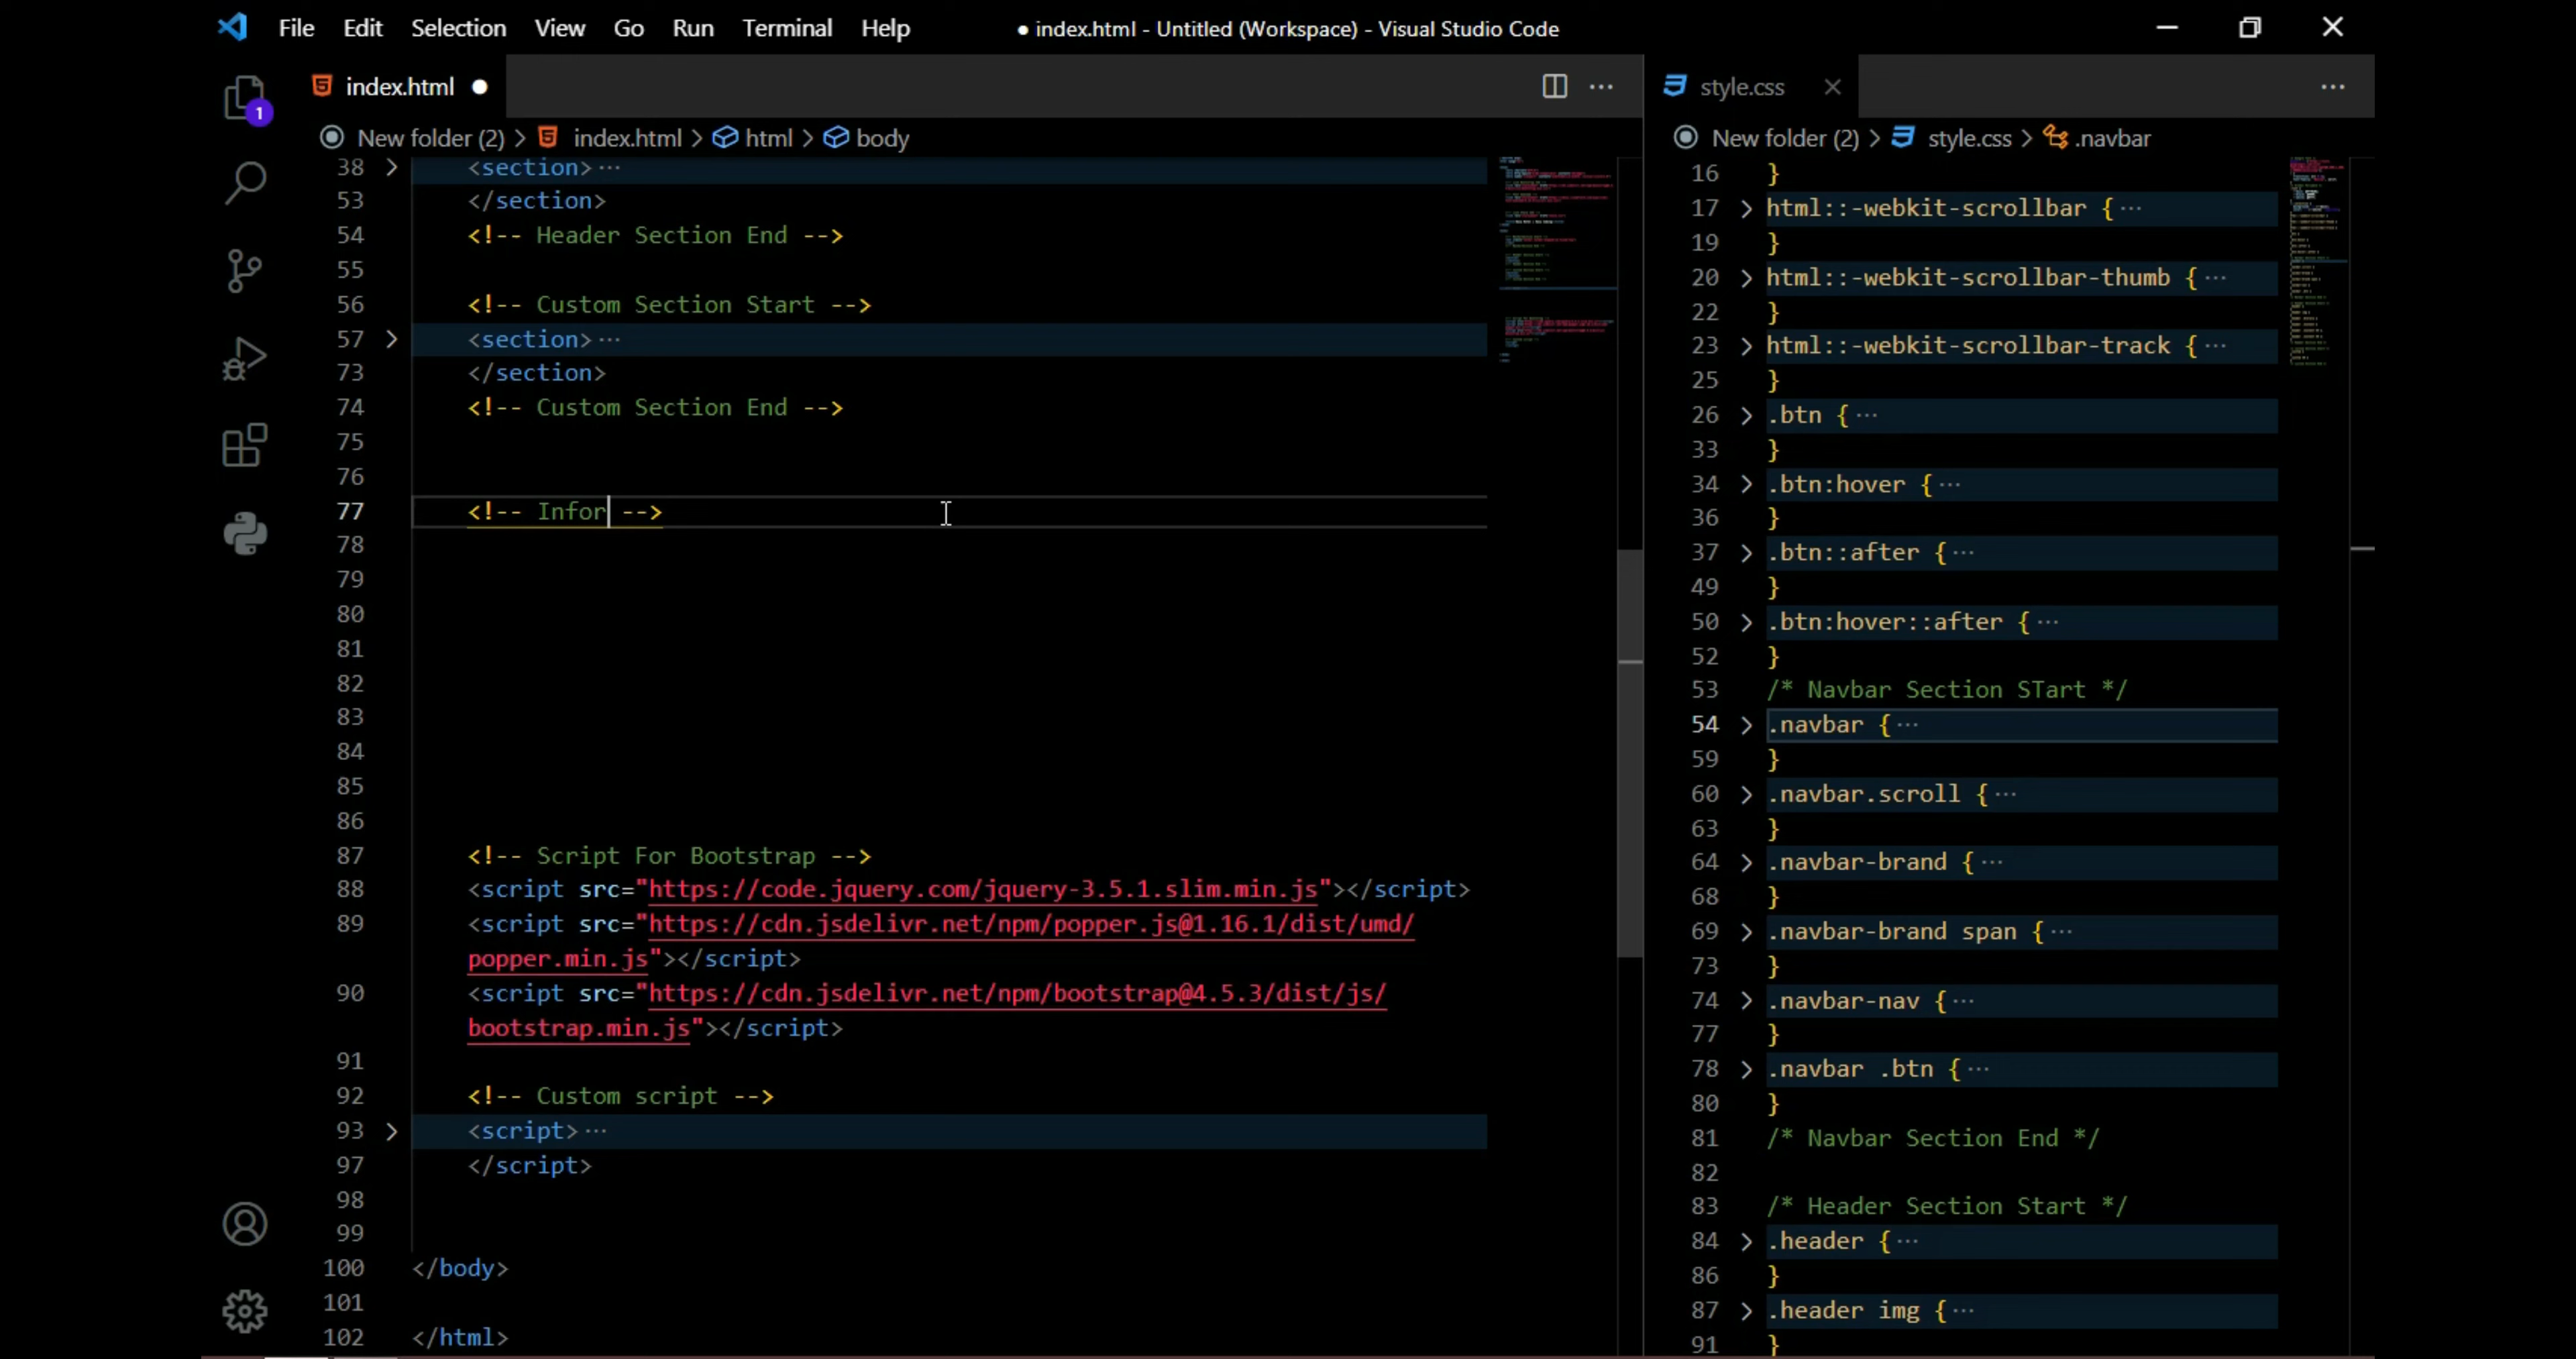 File Edit Selection View Go Run Terminal Help
● index.html - Untitled (Workspace) - Visual Studio Code
index.html ●
New folder (2) > index.html > html > body
38 > <section>···
53 </section>
54 <!-- Header Section End -->
55
56 <!-- Custom Section Start -->
57 > <section>···
73 </section>
74 <!-- Custom Section End -->
75
76
77 <!-- Infor -->
78
79
80
81
82
83
84
85
86
87 <!-- Script For Bootstrap -->
88 <script src="https://code.jquery.com/jquery-3.5.1.slim.min.js"></script>
89 <script src="https://cdn.jsdelivr.net/npm/popper.js@1.16.1/dist/umd/
popper.min.js"></script>
90 <script src="https://cdn.jsdelivr.net/npm/bootstrap@4.5.3/dist/js/
bootstrap.min.js"></script>
91
92 <!-- Custom script -->
93 > <script>···
97 </script>
98
99
100 </body>
101
102 </html>
1
style.css
···
New folder (2) > style.css > .navbar
16 }
17 > html::-webkit-scrollbar {···
19 }
20 > html::-webkit-scrollbar-thumb {···
22 }
23 > html::-webkit-scrollbar-track {···
25 }
26 > .btn {···
33 }
34 > .btn:hover {···
36 }
37 > .btn::after {···
49 }
50 > .btn:hover::after {···
52 }
53 /* Navbar Section STart */
54 > .navbar {···
59 }
60 > .navbar.scroll {···
63 }
64 > .navbar-brand {···
68 }
69 > .navbar-brand span {···
73 }
74 > .navbar-nav {···
77 }
78 > .navbar .btn {···
80 }
81 /* Navbar Section End */
82
83 /* Header Section Start */
84 > .header {···
86 }
87 > .header img {···
91 }